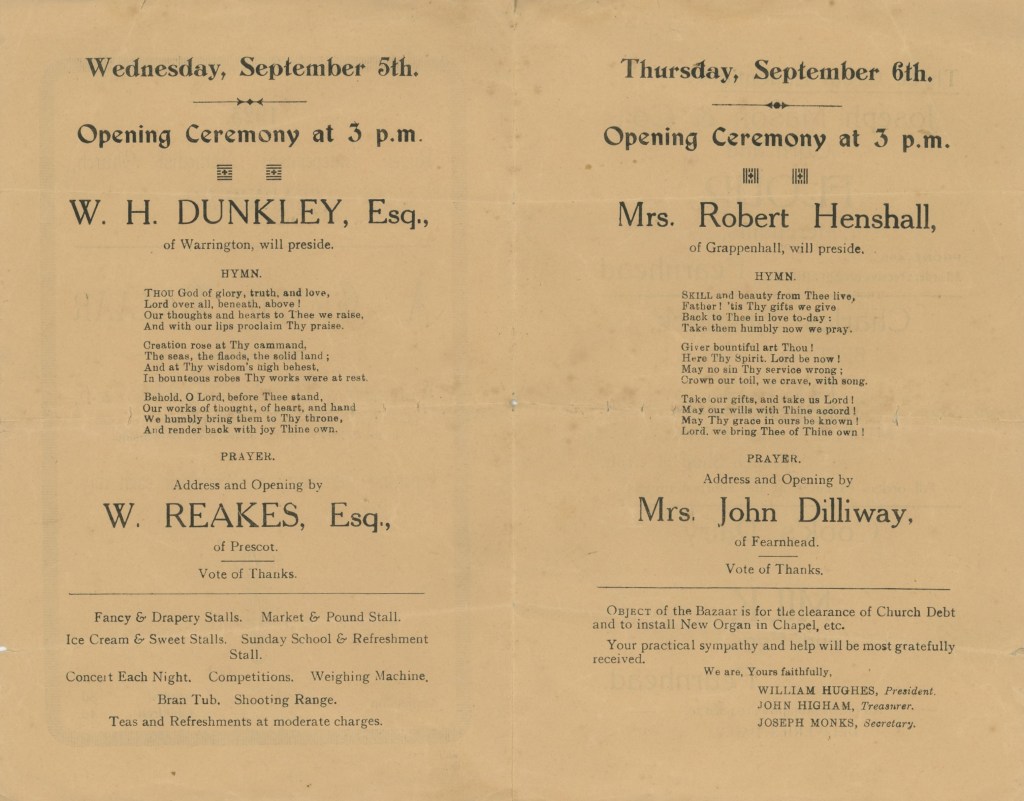 Wednesday, September 5th.
Opening Ceremony at 3 p.m.
W. H. DUNKLEY, Esq.,
of Warrington, will preside.
HYMN.
THOU God of glory, truth, and love,
Lord over all, beneath, above !
Our thoughts and hearts to Thee we raise,
And with our lips proclaim Thy praise.
Creation rose at Thy cammand,
The seas, the flaods, the solid land ;
And at Thy wisdom's nigh behest,
In bounteous robes Thy works were at rest.
Behold, O Lord, before Thee stand,
Our works of thought, of heart, and hand
We humbly bring them to Thy throne,
And render back with joy Thine own.
PRAYER.
Address and Opening by
W. REAKES, Esq.,
of Prescot.
Vote of Thanks.
Fancy & Drapery Stalls. Market & Pound Stall.
Ice Cream & Sweet Stalls. Sunday School & Refreshment
Stall.
Concert Each Night. Competitions. Weighing Machine.
Bran Tub. Shooting Range.
Teas and Refreshments at moderate charges.
Thursday, September 6th.
Opening Ceremony at 3 p.m.
Mrs. Robert Henshall,
of Grappenhall, will preside.
HYMN.
SKILL and beauty from Thee live,
Father ! 'tis Thy gifts we give
Back to Thee in love to-day :
Take them humbly now we pray.
Giver bountiful art Thou !
Here Thy Spirit. Lord be now !
May no sin Thy service wrong ;
Crown our toil, we crave, with song.
Take our gifts, and take us Lord !
May our wills with Thine accord !
May Thy grace in ours be known !
Lord, we bring Thee of Thine own !
PRAYER.
Address and Opening by
Mrs. John Dilliway,
of Fearnhead.
Vote of Thanks.
OBJECT of the Bazaar is for the clearance of Church Debt
and to install New Organ in Chapel, etc.
Your practical sympathy and help will be most gratefully
received.
We are, Yours faithfully,
WILLIAM HUGHES, President.
JOHN HIGHAM, Treasurer.
JOSEPH MONKS, Secretary.